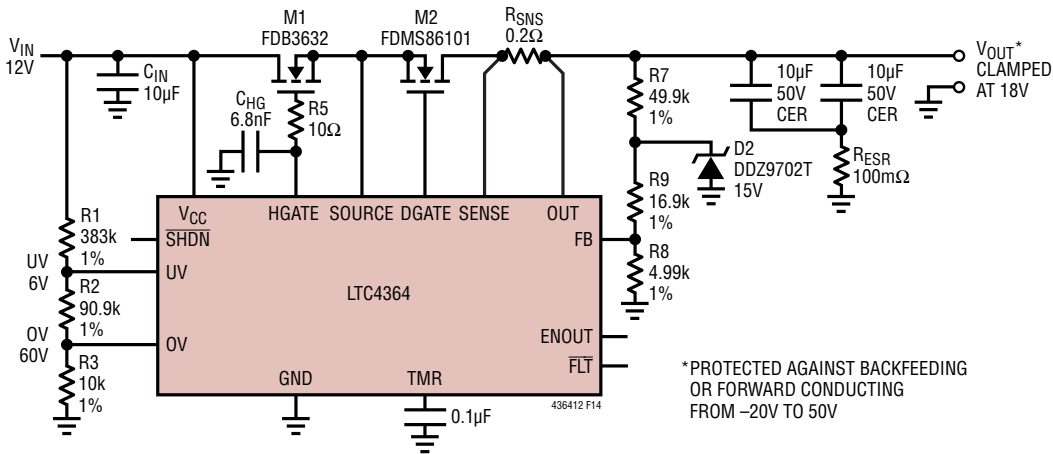 M1
FDB3632
M2
FDMS86101
RSNS
0.2Ω
VIN
12V
CIN
10µF
CHG
6.8nF
R5
10Ω
R7
49.9k
1%
10µF
50V
CER
10µF
50V
CER
VOUT*
CLAMPED
AT 18V
D2
DDZ9702T
15V
RESR
100mΩ
R9
16.9k
1%
R8
4.99k
1%
R1
383k
1%
UV
6V
R2
90.9k
1%
OV
60V
R3
10k
1%
VCC
HGATE
SOURCE
DGATE
SENSE
OUT
SHDN
UV
OV
LTC4364
FB
ENOUT
FLT
GND
TMR
436412 F14
0.1µF
*PROTECTED AGAINST BACKFEEDING
OR FORWARD CONDUCTING
FROM –20V TO 50V